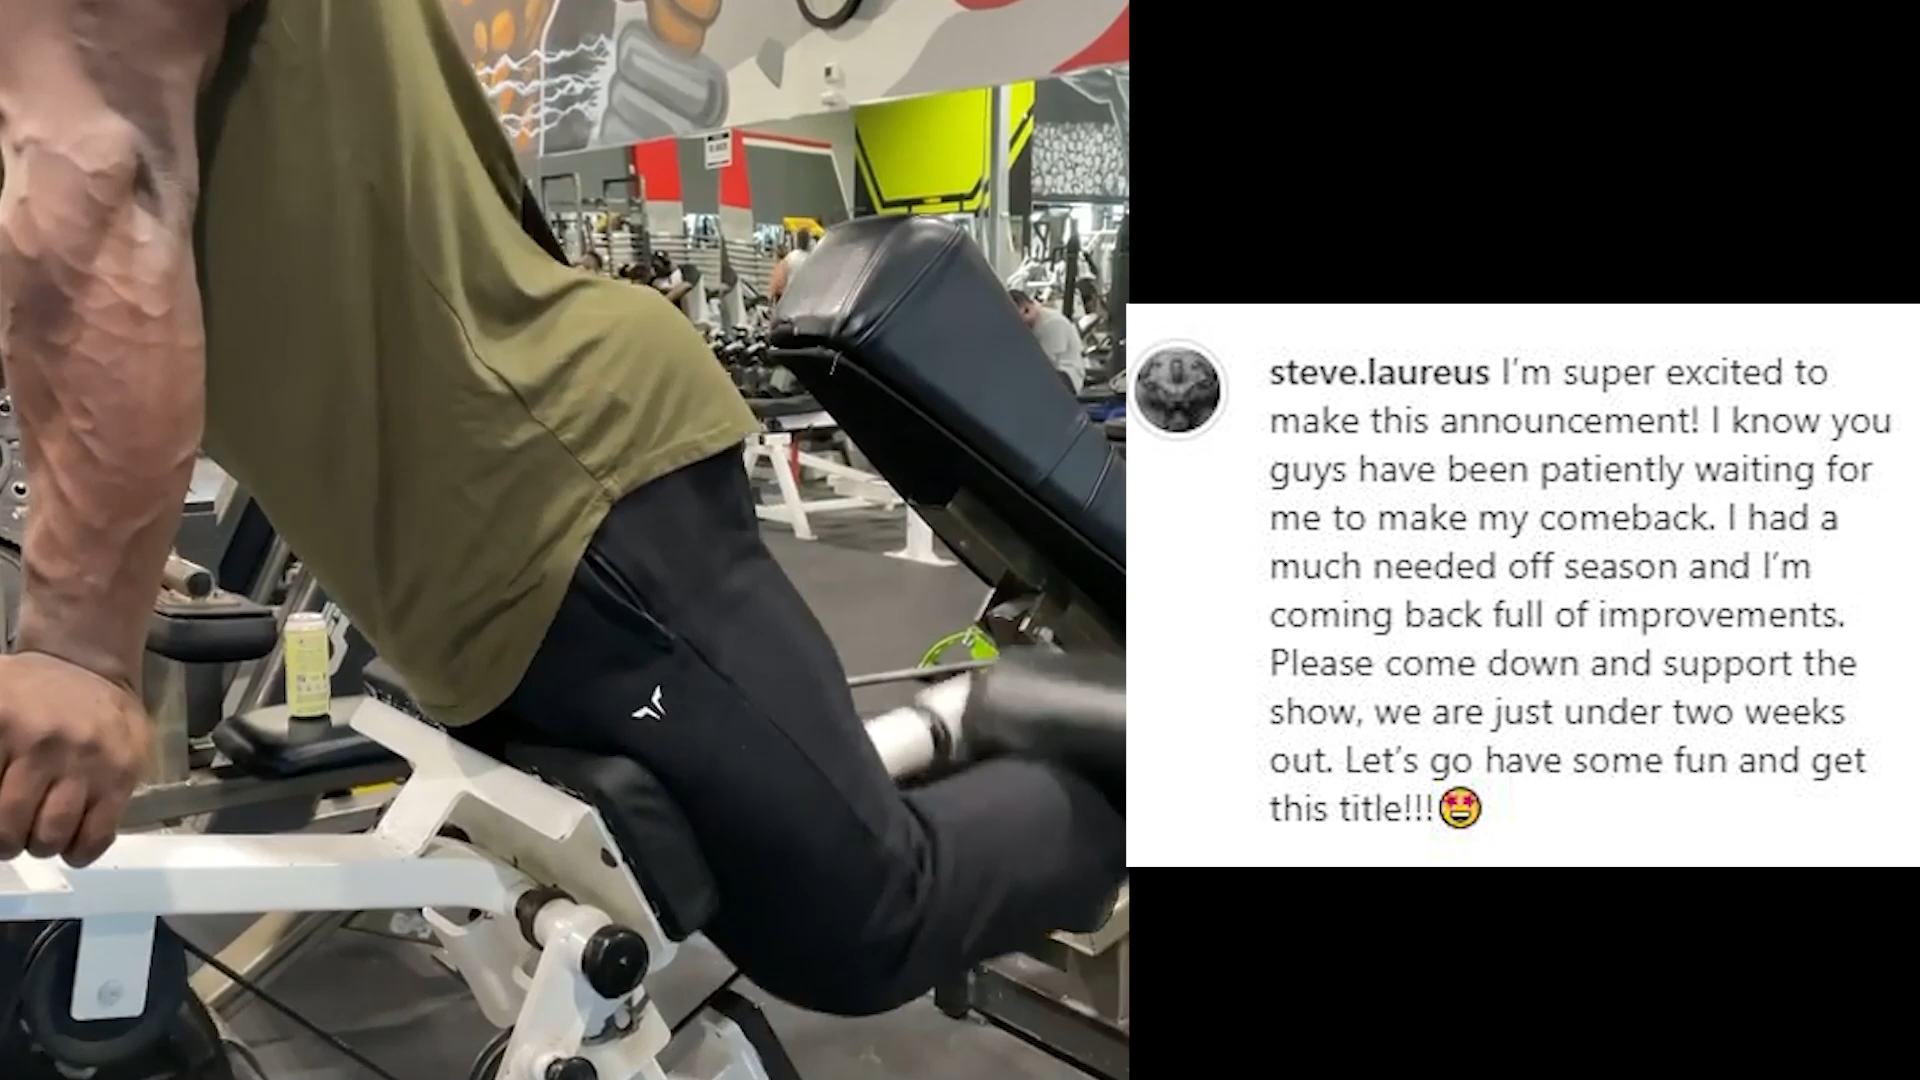 steve.laureus I'm super excited to
make this announcement! I know you
guys have been patiently waiting for
me to make my comeback. I had a
much needed off season and I'm
coming back full of improvements.
Please come down and support the
show, we are just under two weeks
out. Let's go have some fun and get
this title!!!🤩